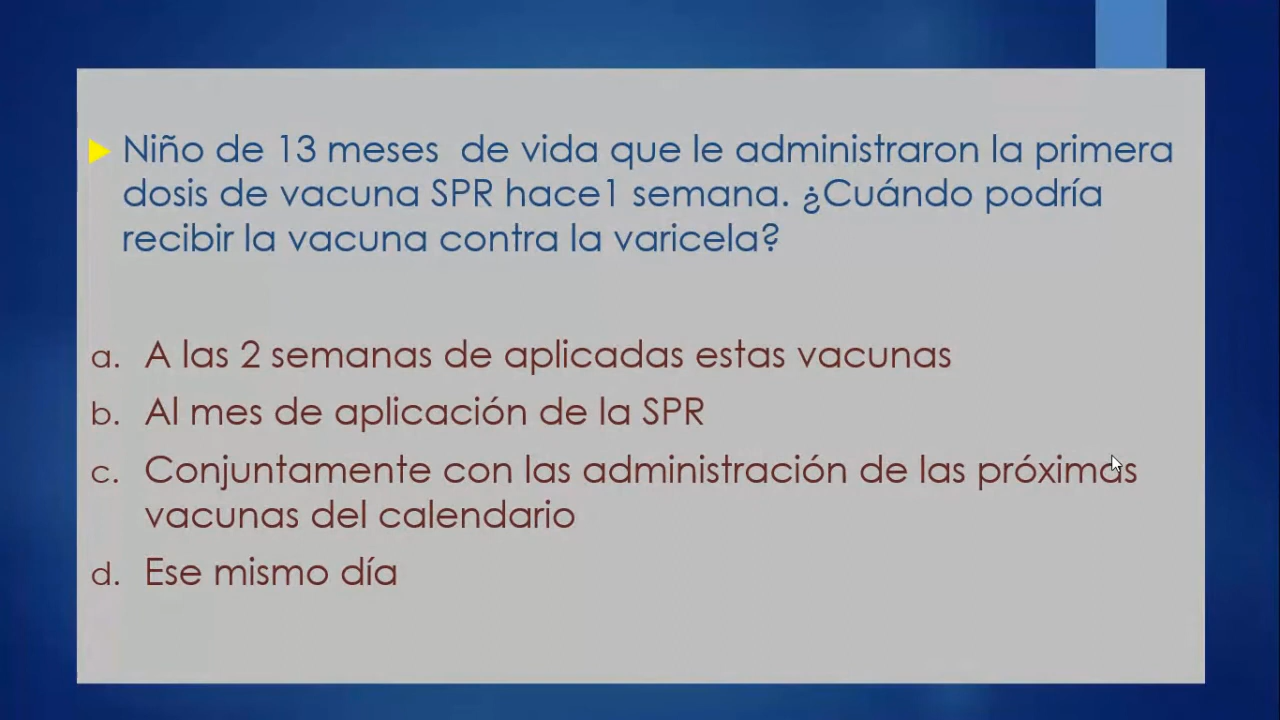 Niño de 13 meses  de vida que le administraron la primera
dosis de vacuna SPR hace1 semana. ¿Cuándo podría
recibir la vacuna contra la varicela?
a. A las 2 semanas de aplicadas estas vacunas
b. Al mes de aplicación de la SPR
c. Conjuntamente con las administración de las próximas
vacunas del calendario
d. Ese mismo día